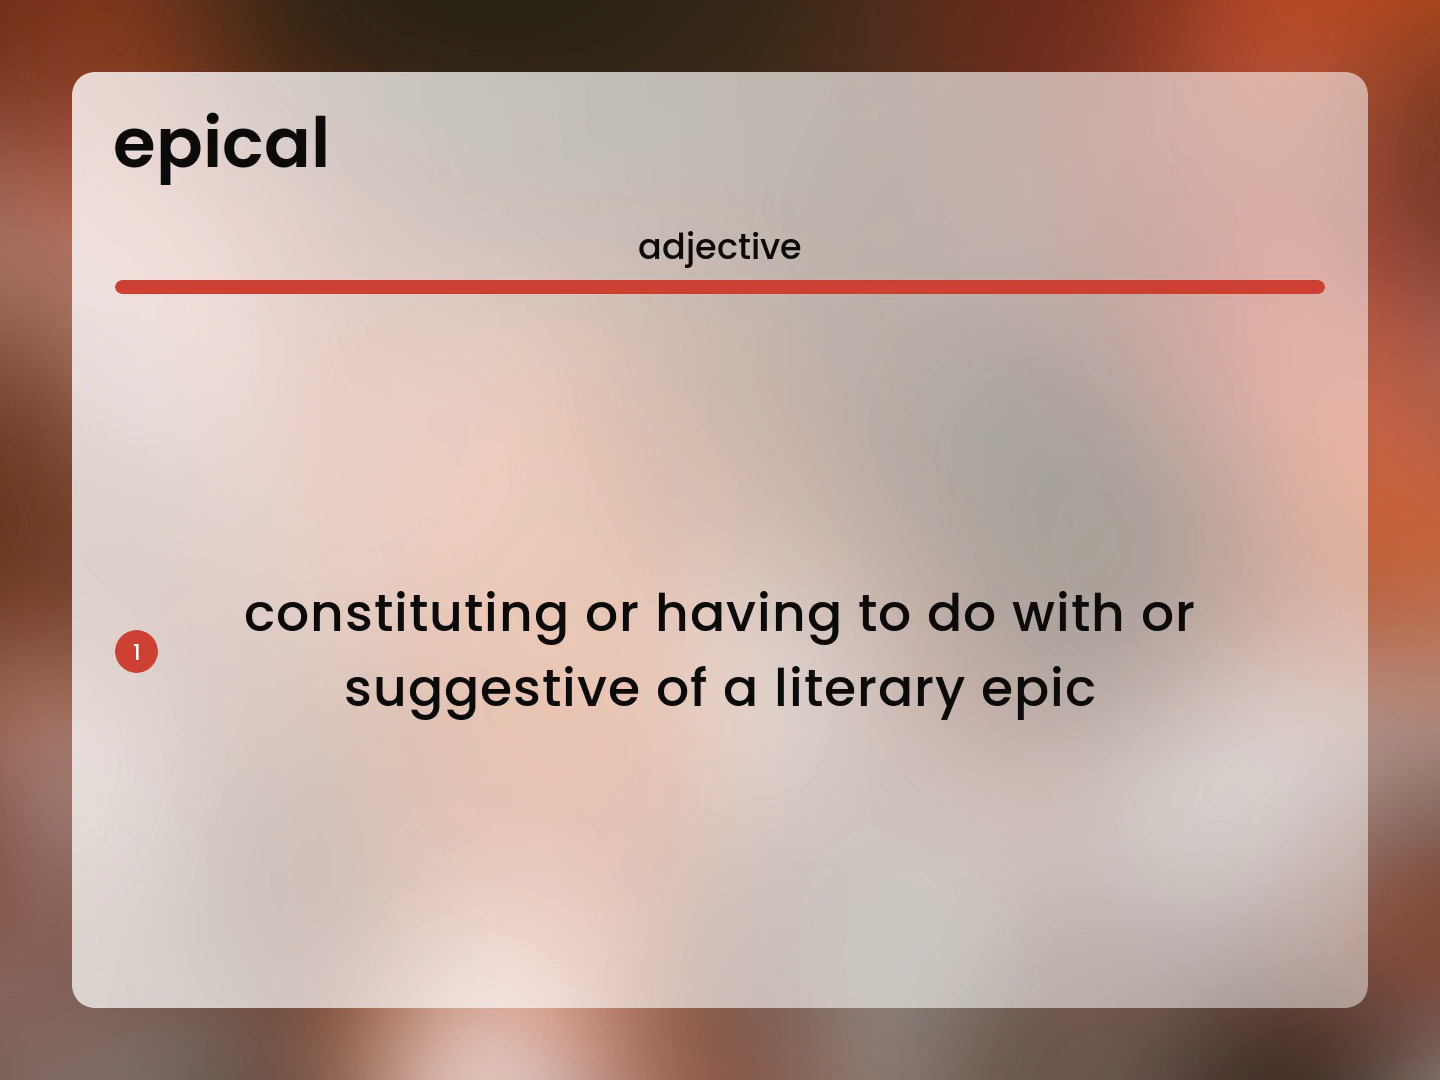 epical
adjective
1
constituting or having to do with or
suggestive of a literary epic